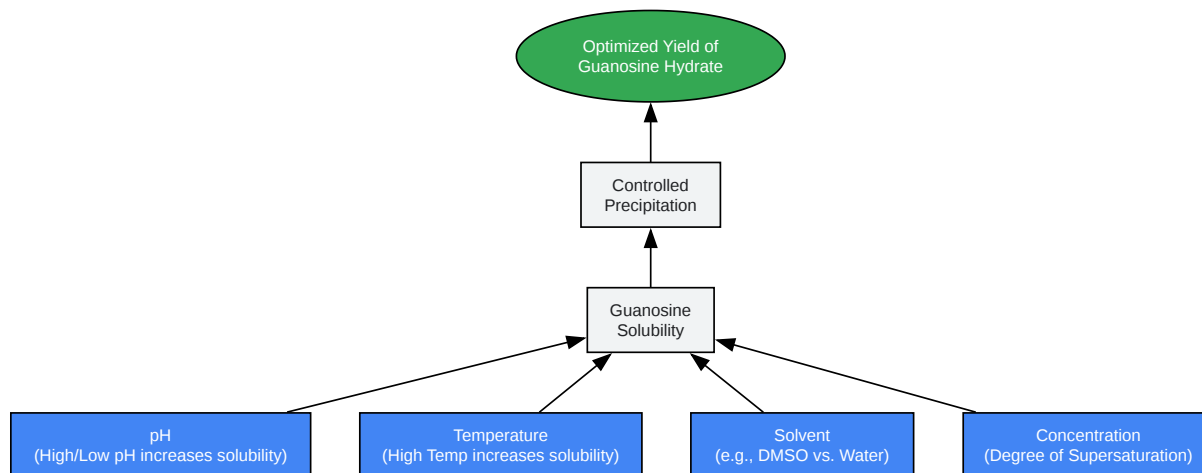 Optimized Yield of
Guanosine Hydrate
Controlled
Precipitation
Guanosine
Solubility
pH
(High/Low pH increases solubility)
Temperature
(High Temp increases solubility)
Solvent
(e.g., DMSO vs. Water)
Concentration
(Degree of Supersaturation)